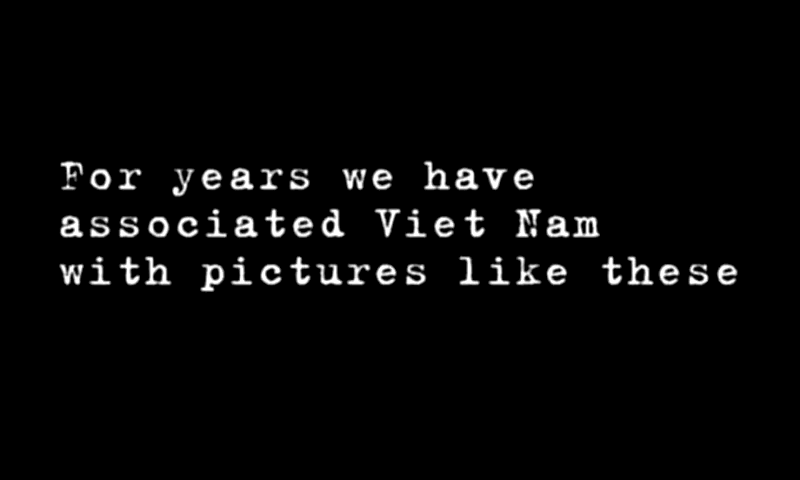 For years we have
associated Viet Nam
with pictures like these